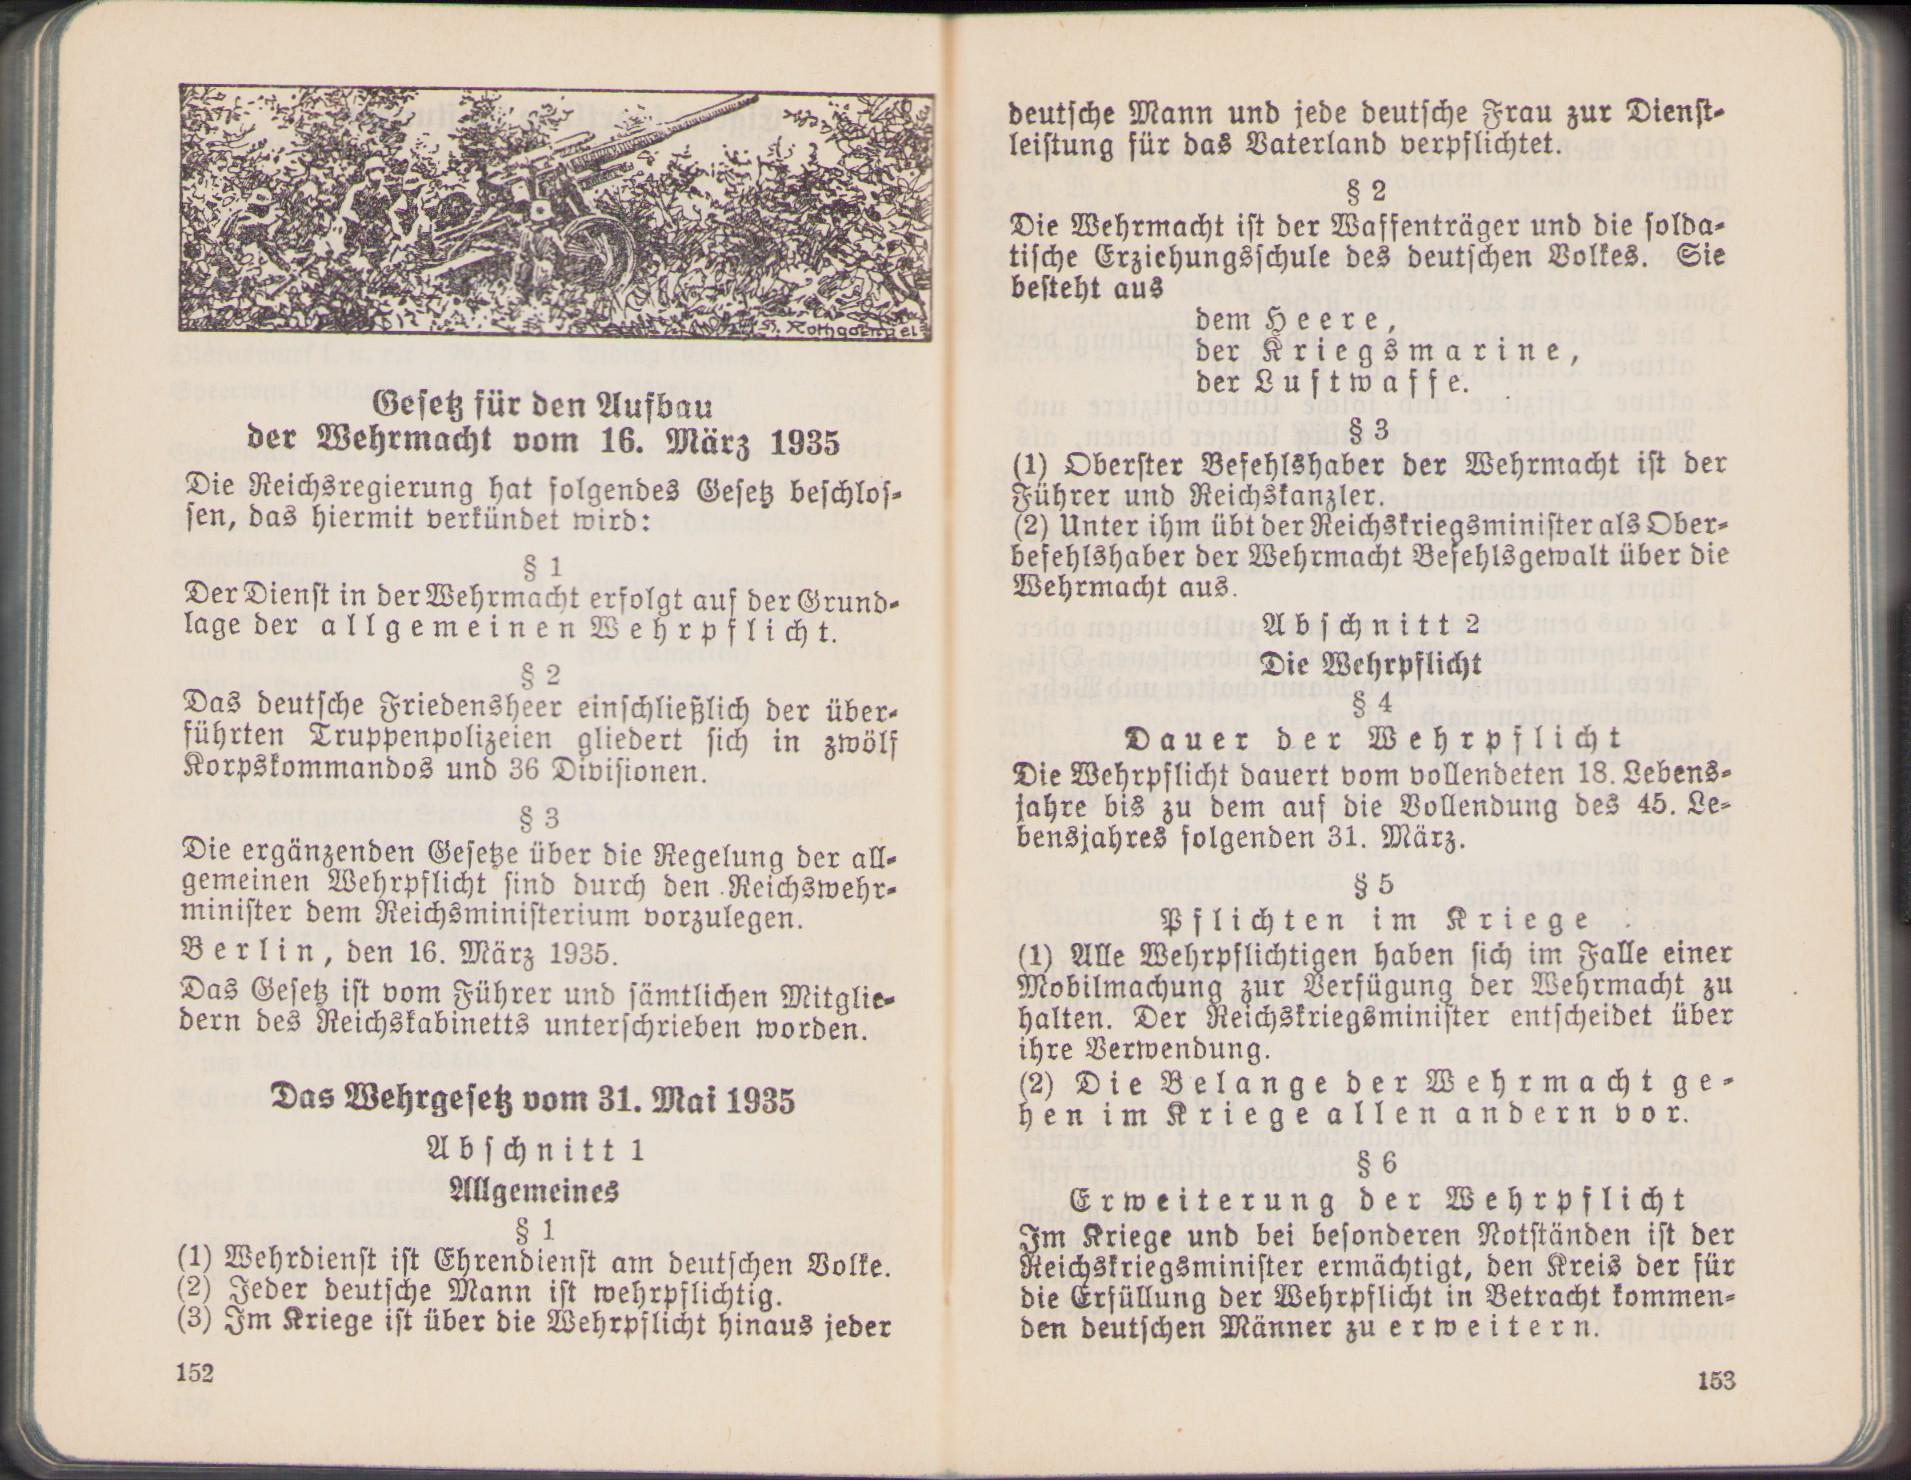 H. Rothgaengel
Gesetz für den Aufbau
der Wehrmacht vom 16. März 1935
Die Reichsregierung hat folgendes Gesetz beschlos-
sen, das hiermit verkündet wird:
§ 1
Der Dienst in der Wehrmacht erfolgt auf der Grund-
lage der allgemeinen Wehrpflicht.
§ 2
Das deutsche Friedensheer einschließlich der über-
führten Truppenpolizeien gliedert sich in zwölf
Korpskommandos und 36 Divisionen.
§ 3
Die ergänzenden Gesetze über die Regelung der all-
gemeinen Wehrpflicht sind durch den Reichswehr-
minister dem Reichsministerium vorzulegen.
Berlin, den 16. März 1935.
Das Gesetz ist vom Führer und sämtlichen Mitglie-
dern des Reichskabinetts unterschrieben worden.
Das Wehrgesetz vom 31. Mai 1935
Abschnitt 1
Allgemeines
§ 1
(1) Wehrdienst ist Ehrendienst am deutschen Volke.
(2) Jeder deutsche Mann ist wehrpflichtig.
(3) Im Kriege ist über die Wehrpflicht hinaus jeder
152
deutsche Mann und jede deutsche Frau zur Dienst-
leistung für das Vaterland verpflichtet.
§ 2
Die Wehrmacht ist der Waffenträger und die solda-
tische Erziehungsschule des deutschen Volkes. Sie
besteht aus
dem Heere,
der Kriegsmarine,
der Luftwaffe.
§ 3
(1) Oberster Befehlshaber der Wehrmacht ist der
Führer und Reichskanzler.
(2) Unter ihm übt der Reichskriegsminister als Ober-
befehlshaber der Wehrmacht Befehlsgewalt über die
Wehrmacht aus.
Abschnitt 2
Die Wehrpflicht
§ 4
Dauer der Wehrpflicht
Die Wehrpflicht dauert vom vollendeten 18. Lebens-
jahre bis zu dem auf die Vollendung des 45. Le-
bensjahres folgenden 31. März.
§ 5
Pflichten im Kriege
(1) Alle Wehrpflichtigen haben sich im Falle einer
Mobilmachung zur Verfügung der Wehrmacht zu
halten. Der Reichskriegsminister entscheidet über
ihre Verwendung.
(2) Die Belange der Wehrmacht ge-
hen im Kriege allen andern vor.
§ 6
Erweiterung der Wehrpflicht
Im Kriege und bei besonderen Notständen ist der
Reichskriegsminister ermächtigt, den Kreis der für
die Erfüllung der Wehrpflicht in Betracht kommen-
den deutschen Männer zu erweitern.
153